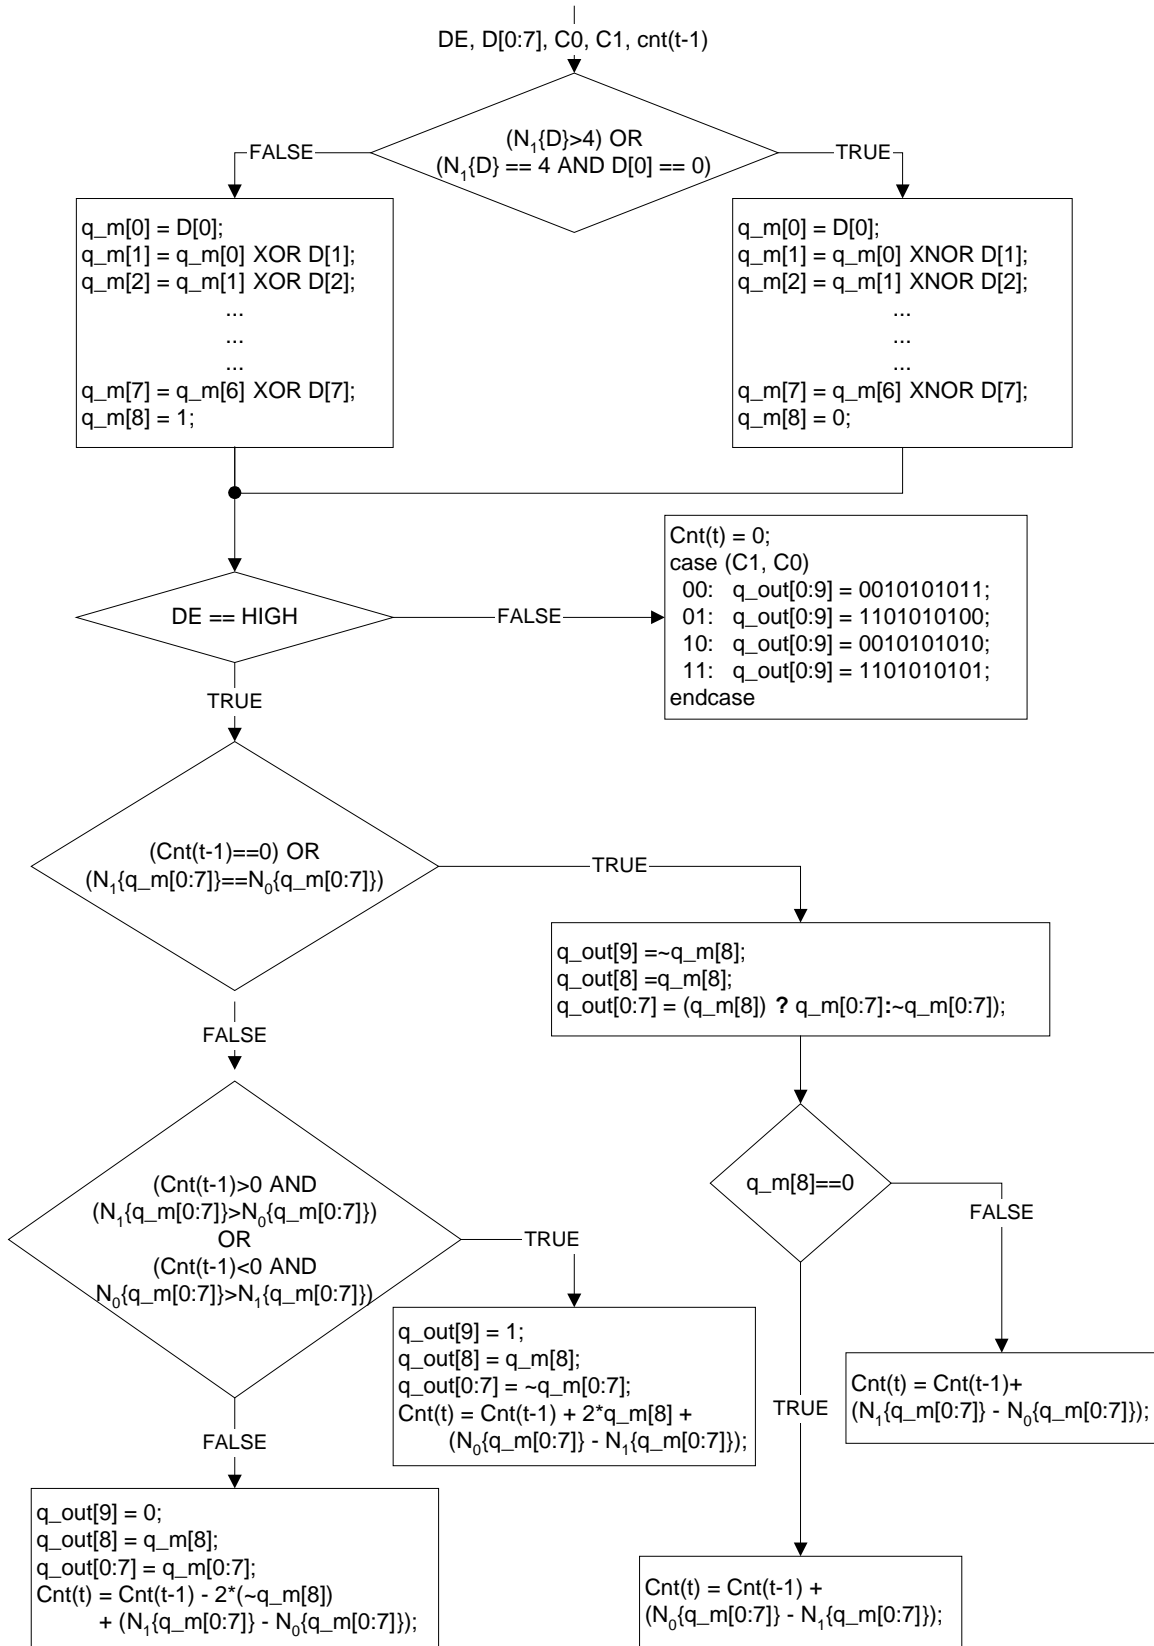 DE, D[0:7], C0, C1, cnt(t-1)
(N₁{D}>4) OR
(N₁{D} == 4 AND D[0] == 0)
FALSE
TRUE
q_m[0] = D[0];
q_m[1] = q_m[0] XOR D[1];
q_m[2] = q_m[1] XOR D[2];
...
...
...
q_m[7] = q_m[6] XOR D[7];
q_m[8] = 1;
q_m[0] = D[0];
q_m[1] = q_m[0] XNOR D[1];
q_m[2] = q_m[1] XNOR D[2];
...
...
...
q_m[7] = q_m[6] XNOR D[7];
q_m[8] = 0;
DE == HIGH
FALSE
TRUE
Cnt(t) = 0;
case (C1, C0)
00: q_out[0:9] = 0010101011;
01: q_out[0:9] = 1101010100;
10: q_out[0:9] = 0010101010;
11: q_out[0:9] = 1101010101;
endcase
(Cnt(t-1)==0) OR
(N₁{q_m[0:7]}==N₀{q_m[0:7]})
TRUE
FALSE
q_out[9] =~q_m[8];
q_out[8] =q_m[8];
q_out[0:7] = (q_m[8]) ? q_m[0:7]:~q_m[0:7]);
(Cnt(t-1)>0 AND
(N₁{q_m[0:7]}>N₀{q_m[0:7]})
OR
(Cnt(t-1)<0 AND
N₀{q_m[0:7]}>N₁{q_m[0:7]})
TRUE
FALSE
q_m[8]==0
FALSE
TRUE
q_out[9] = 1;
q_out[8] = q_m[8];
q_out[0:7] = ~q_m[0:7];
Cnt(t) = Cnt(t-1) + 2*q_m[8] +
(N₀{q_m[0:7]} - N₁{q_m[0:7]});
Cnt(t) = Cnt(t-1)+
(N₁{q_m[0:7]} - N₀{q_m[0:7]});
q_out[9] = 0;
q_out[8] = q_m[8];
q_out[0:7] = q_m[0:7];
Cnt(t) = Cnt(t-1) - 2*(~q_m[8])
+ (N₁{q_m[0:7]} - N₀{q_m[0:7]});
Cnt(t) = Cnt(t-1) +
(N₀{q_m[0:7]} - N₁{q_m[0:7]});